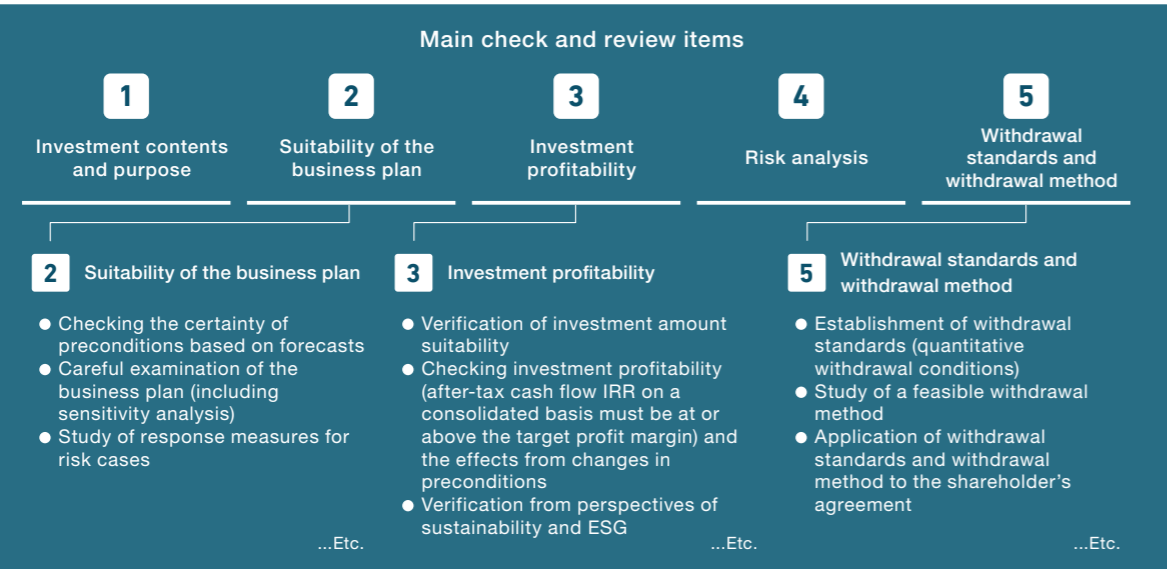 Main check and review items
1
Investment contents
and purpose
2
Suitability of the
business plan
3
Investment
profitability
4
Risk analysis
5
Withdrawal
standards and
withdrawal method
2
Suitability of the business plan
● Checking the certainty of
preconditions based on forecasts
● Careful examination of the
business plan (including
sensitivity analysis)
● Study of response measures for
risk cases
...Etc.
3
Investment profitability
● Verification of investment amount
suitability
● Checking investment profitability
(after-tax cash flow IRR on a
consolidated basis must be at or
above the target profit margin) and
the effects from changes in
preconditions
● Verification from perspectives of
sustainability and ESG
...Etc.
5
Withdrawal standards and
withdrawal method
● Establishment of withdrawal
standards (quantitative
withdrawal conditions)
● Study of a feasible withdrawal
method
● Application of withdrawal
standards and withdrawal
method to the shareholder’s
agreement
...Etc.